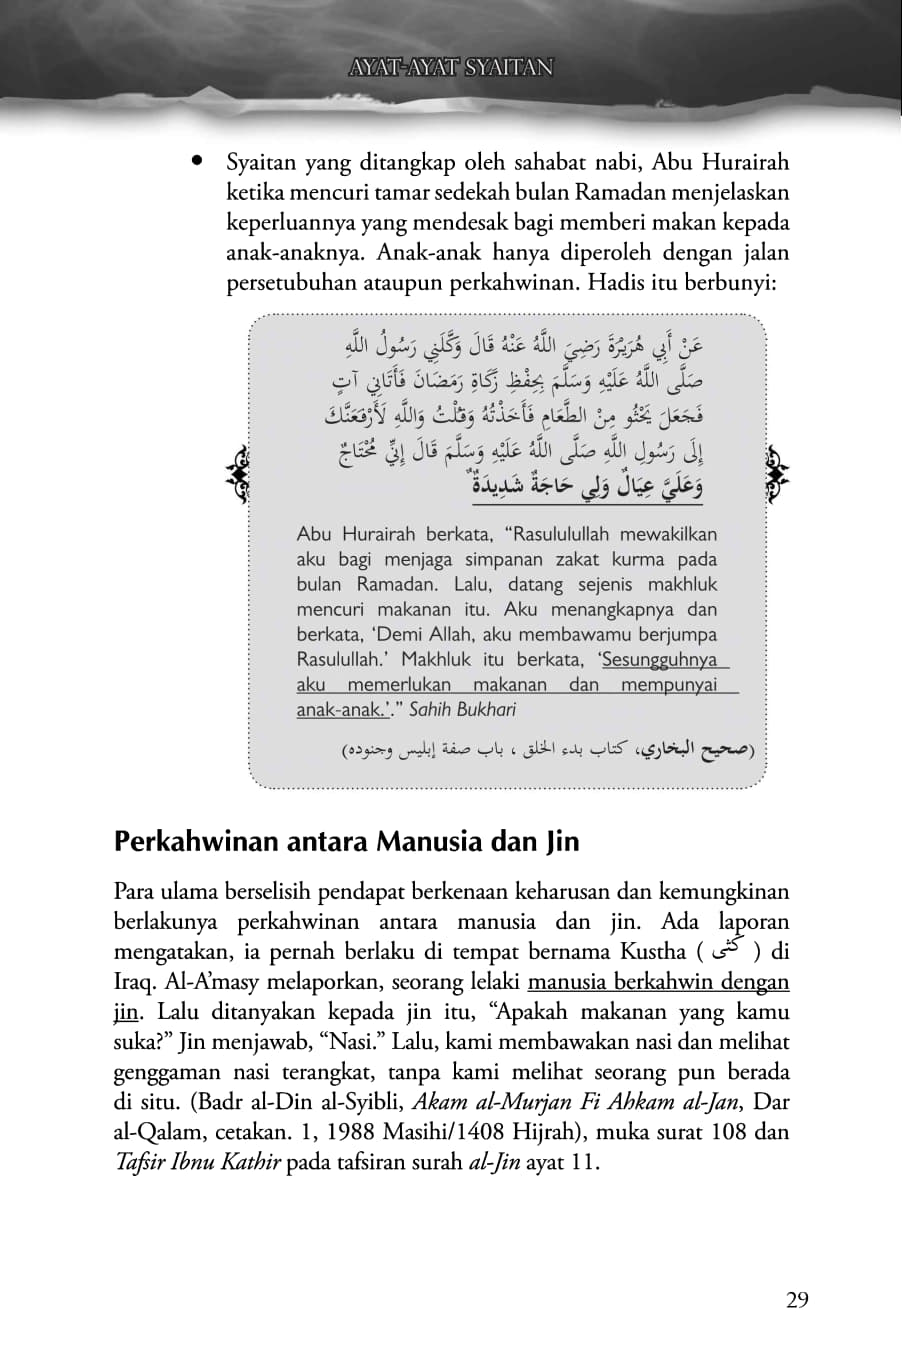 AYAT-AYAT SYAITAN
• Syaitan yang ditangkap oleh sahabat nabi, Abu Hurairah
ketika mencuri tamar sedekah bulan Ramadan menjelaskan
keperluannya yang mendesak bagi memberi makan kepada
anak-anaknya. Anak-anak hanya diperoleh dengan jalan
persetubuhan ataupun perkahwinan. Hadis itu berbunyi:
عَنْ أَبِي هُرَيْرَةَ رَضِيَ اللَّهُ عَنْهُ قَالَ وَكَّلَنِي رَسُولُ اللَّهِ
صَلَّى اللَّهُ عَلَيْهِ وَسَلَّمَ بِحِفْظِ زَكَاةِ رَمَضَانَ فَأَتَانِي آتٍ
فَجَعَلَ يَحْثُو مِنْ الطَّعَامِ فَأَخَذْتُهُ وَقُلْتُ وَاللَّهِ لَأَرْفَعَنَّكَ
إِلَى رَسُولِ اللَّهِ صَلَّى اللَّهُ عَلَيْهِ وَسَلَّمَ قَالَ إِنِّي مُحْتَاجٌ
وَعَلَيَّ عِيَالٌ وَلِي حَاجَةٌ شَدِيدَةٌ
Abu Hurairah berkata, “Rasululullah mewakilkan
aku bagi menjaga simpanan zakat kurma pada
bulan Ramadan. Lalu, datang sejenis makhluk
mencuri makanan itu. Aku menangkapnya dan
berkata, ‘Demi Allah, aku membawamu berjumpa
Rasulullah.’ Makhluk itu berkata, ‘Sesungguhnya
aku memerlukan makanan dan mempunyai
anak-anak.’.” Sahih Bukhari
(صحيح البخاري، كتاب بدء الخلق ، باب صفة إبليس وجنوده)
Perkahwinan antara Manusia dan Jin
Para ulama berselisih pendapat berkenaan keharusan dan kemungkinan
berlakunya perkahwinan antara manusia dan jin. Ada laporan
mengatakan, ia pernah berlaku di tempat bernama Kustha ( كثى ) di
Iraq. Al-A’masy melaporkan, seorang lelaki manusia berkahwin dengan
jin. Lalu ditanyakan kepada jin itu, “Apakah makanan yang kamu
suka?” Jin menjawab, “Nasi.” Lalu, kami membawakan nasi dan melihat
genggaman nasi terangkat, tanpa kami melihat seorang pun berada
di situ. (Badr al-Din al-Syibli, Akam al-Murjan Fi Ahkam al-Jan, Dar
al-Qalam, cetakan. 1, 1988 Masihi/1408 Hijrah), muka surat 108 dan
Tafsir Ibnu Kathir pada tafsiran surah al-Jin ayat 11.
29